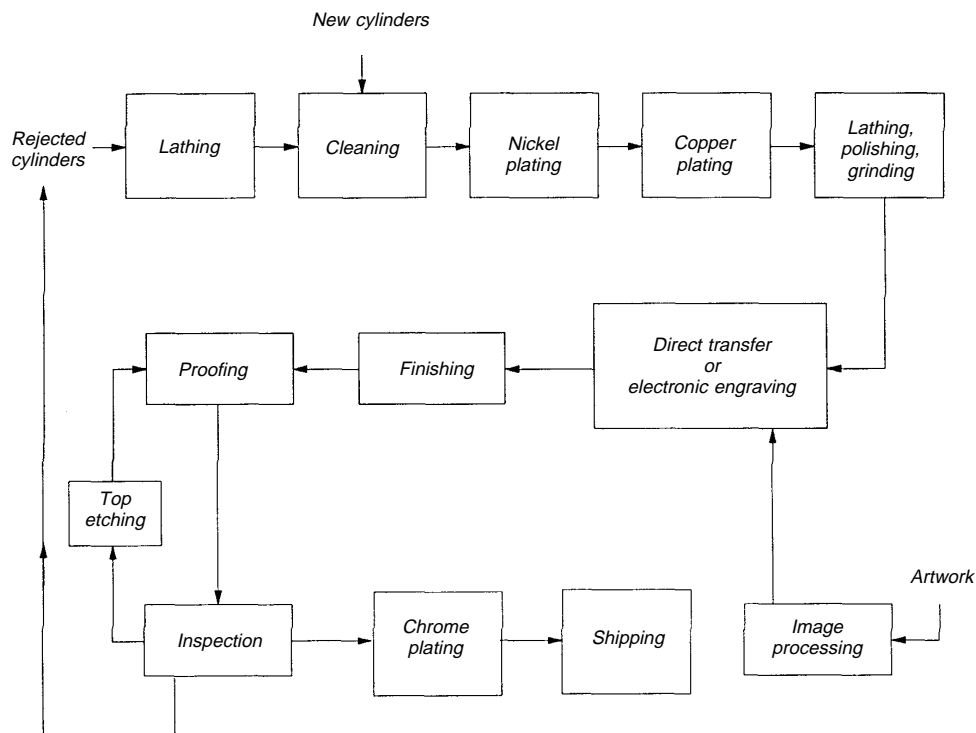 New cylinders
Rejected
cylinders
Lathing
Cleaning
Nickel
plating
Copper
plating
Lathing,
polishing,
grinding
Proofing
Finishing
Direct transfer
or
electronic engraving
Top
etching
Artwork
Inspection
Chrome
plating
Shipping
Image
processing